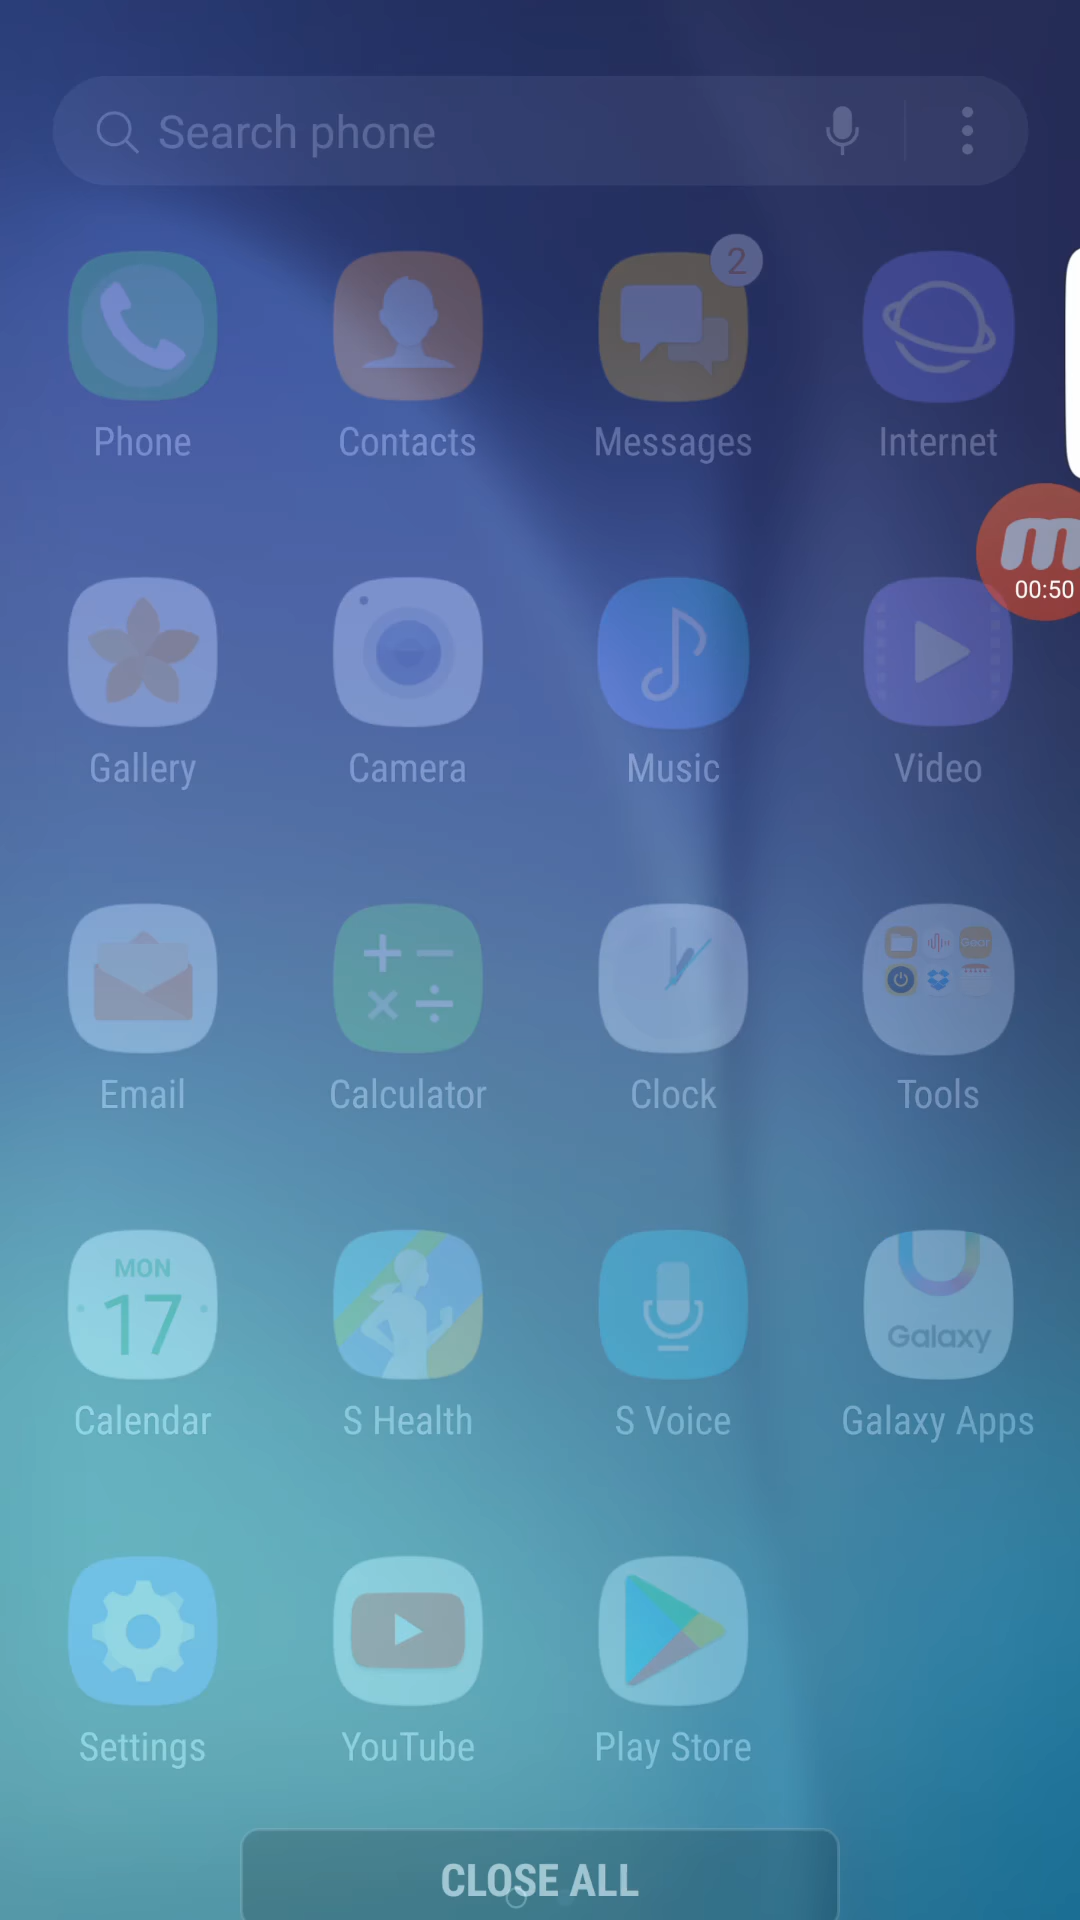 Search phone
2
Phone
Contacts
Messages
Internet
00:50
Gallery
Camera
Music
Video
Gear
Email
Calculator
Clock
Tools
MON
17
Galaxy
Calendar
S Health
S Voice
Galaxy Apps
Settings
YouTube
Play Store
CLOSE ALL